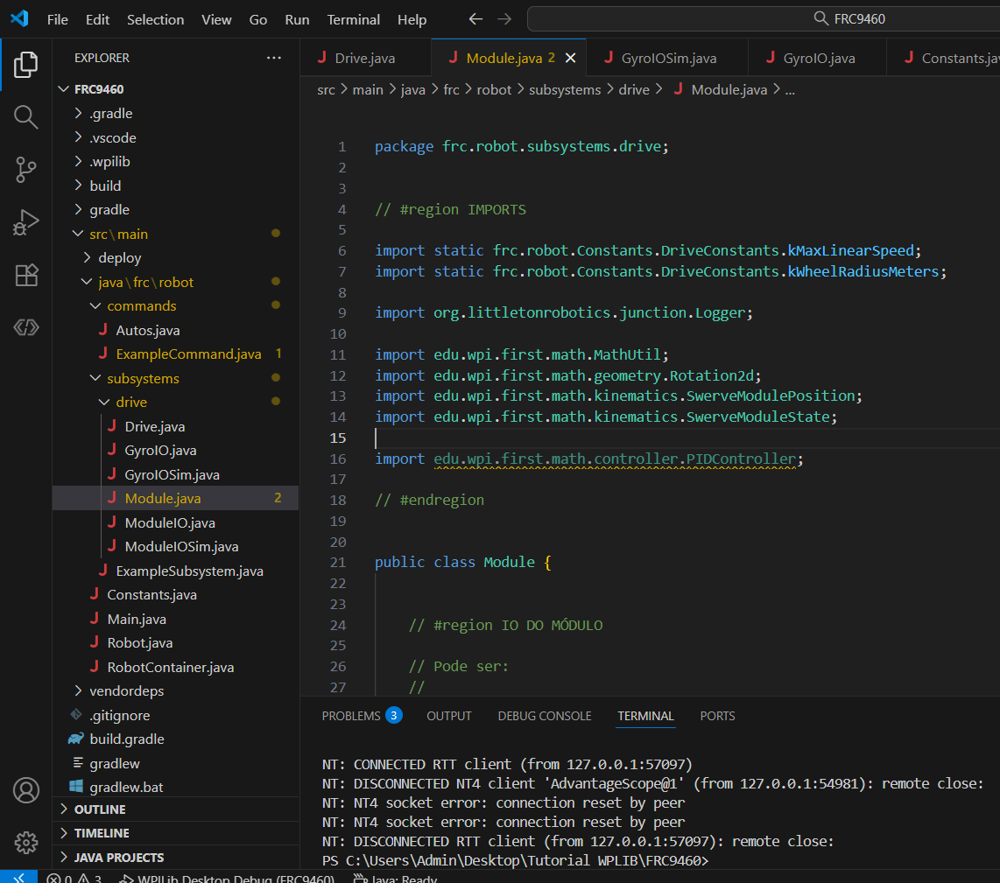 File Edit Selection View Go Run Terminal Help ← → FRC9460
EXPLORER ...
FRC9460
.gradle
.vscode
.wpilib
build
gradle
src\main
deploy
java\frc\robot
commands
Autos.java
ExampleCommand.java 1
subsystems
drive
Drive.java
GyroIO.java
GyroIOSim.java
Module.java 2
ModuleIO.java
ModuleIOSim.java
ExampleSubsystem.java
Constants.java
Main.java
Robot.java
RobotContainer.java
vendordeps
.gitignore
build.gradle
gradlew
gradlew.bat
OUTLINE
TIMELINE
JAVA PROJECTS
Drive.java Module.java 2 GyroIOSim.java GyroIO.java Constants.jav
src > main > java > frc > robot > subsystems > drive > Module.java > ...
1 package frc.robot.subsystems.drive;
2
3
4 // #region IMPORTS
5
6 import static frc.robot.Constants.DriveConstants.kMaxLinearSpeed;
7 import static frc.robot.Constants.DriveConstants.kWheelRadiusMeters;
8
9 import org.littletonrobotics.junction.Logger;
10
11 import edu.wpi.first.math.MathUtil;
12 import edu.wpi.first.math.geometry.Rotation2d;
13 import edu.wpi.first.math.kinematics.SwerveModulePosition;
14 import edu.wpi.first.math.kinematics.SwerveModuleState;
15
16 import edu.wpi.first.math.controller.PIDController;
17
18 // #endregion
19
20
21 public class Module {
22
23
24 // #region IO DO MÓDULO
25
26 // Pode ser:
27 //
PROBLEMS 3 OUTPUT DEBUG CONSOLE TERMINAL PORTS
NT: CONNECTED RTT client (from 127.0.0.1:57097)
NT: DISCONNECTED NT4 client 'AdvantageScope@1' (from 127.0.0.1:54981): remote close:
NT: NT4 socket error: connection reset by peer
NT: NT4 socket error: connection reset by peer
NT: DISCONNECTED RTT client (from 127.0.0.1:57097): remote close:
PS C:\Users\Admin\Desktop\Tutorial WPLIB\FRC9460>
0 3 WPILib Desktop Debug (FRC9460) Java: Ready